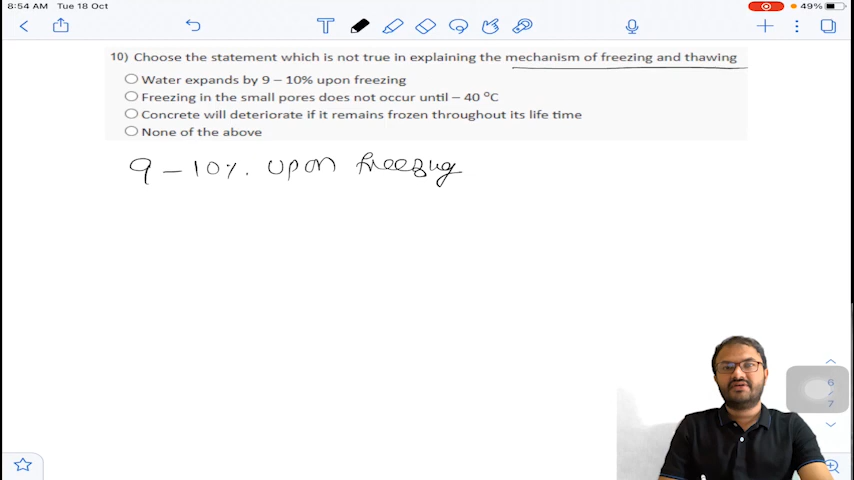 8:54 AM Tue 18 Oct
49%
10) Choose the statement which is not true in explaining the mechanism of freezing and thawing
Water expands by 9 – 10% upon freezing
Freezing in the small pores does not occur until – 40 °C
Concrete will deteriorate if it remains frozen throughout its life time
None of the above
9 – 10%. upon freezing
6
7